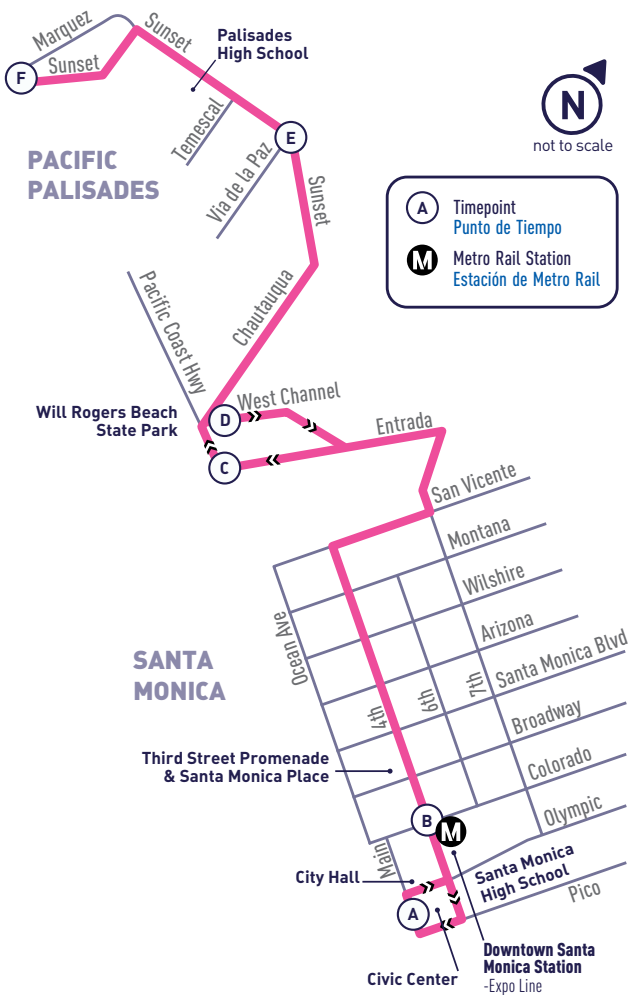 Marquez
Sunset
Sunset
F
Palisades
High School
N
not to scale
Temescal
E
PACIFIC
PALISADES
Via de la Paz
Sunset
A
Timepoint
Punto de Tiempo
M
Metro Rail Station
Estación de Metro Rail
Pacific Coast Hwy
Chautauqua
West Channel
Will Rogers Beach
State Park
D
Entrada
C
San Vicente
Montana
Wilshire
Arizona
Ocean Ave
SANTA
MONICA
Santa Monica Blvd
4th
6th
7th
Broadway
Third Street Promenade
& Santa Monica Place
Colorado
Olympic
B
M
Main
City Hall
Santa Monica
High School
Pico
A
Civic Center
Downtown Santa
Monica Station
-Expo Line